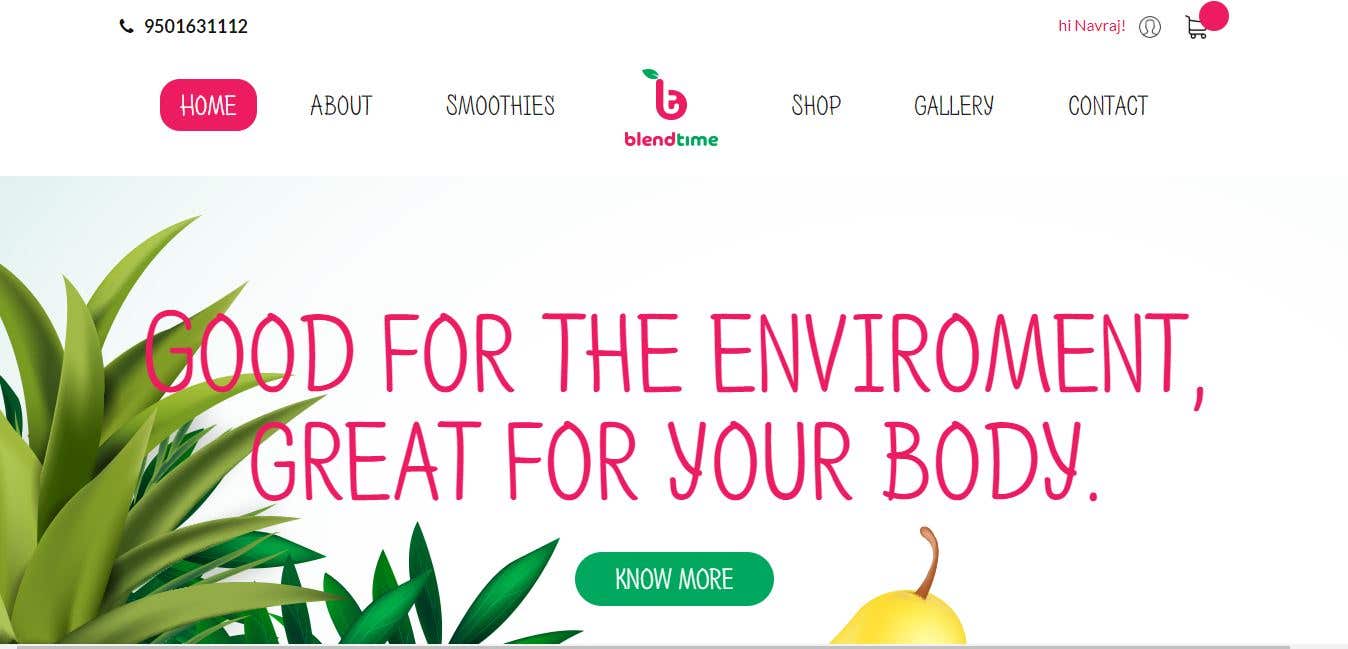 9501631112
hi Navraj!
HOME ABOUT SMOOTHIES SHOP GALLERY CONTACT
b
blendtime
GOOD FOR THE ENVIROMENT,
GREAT FOR YOUR BODY.
KNOW MORE